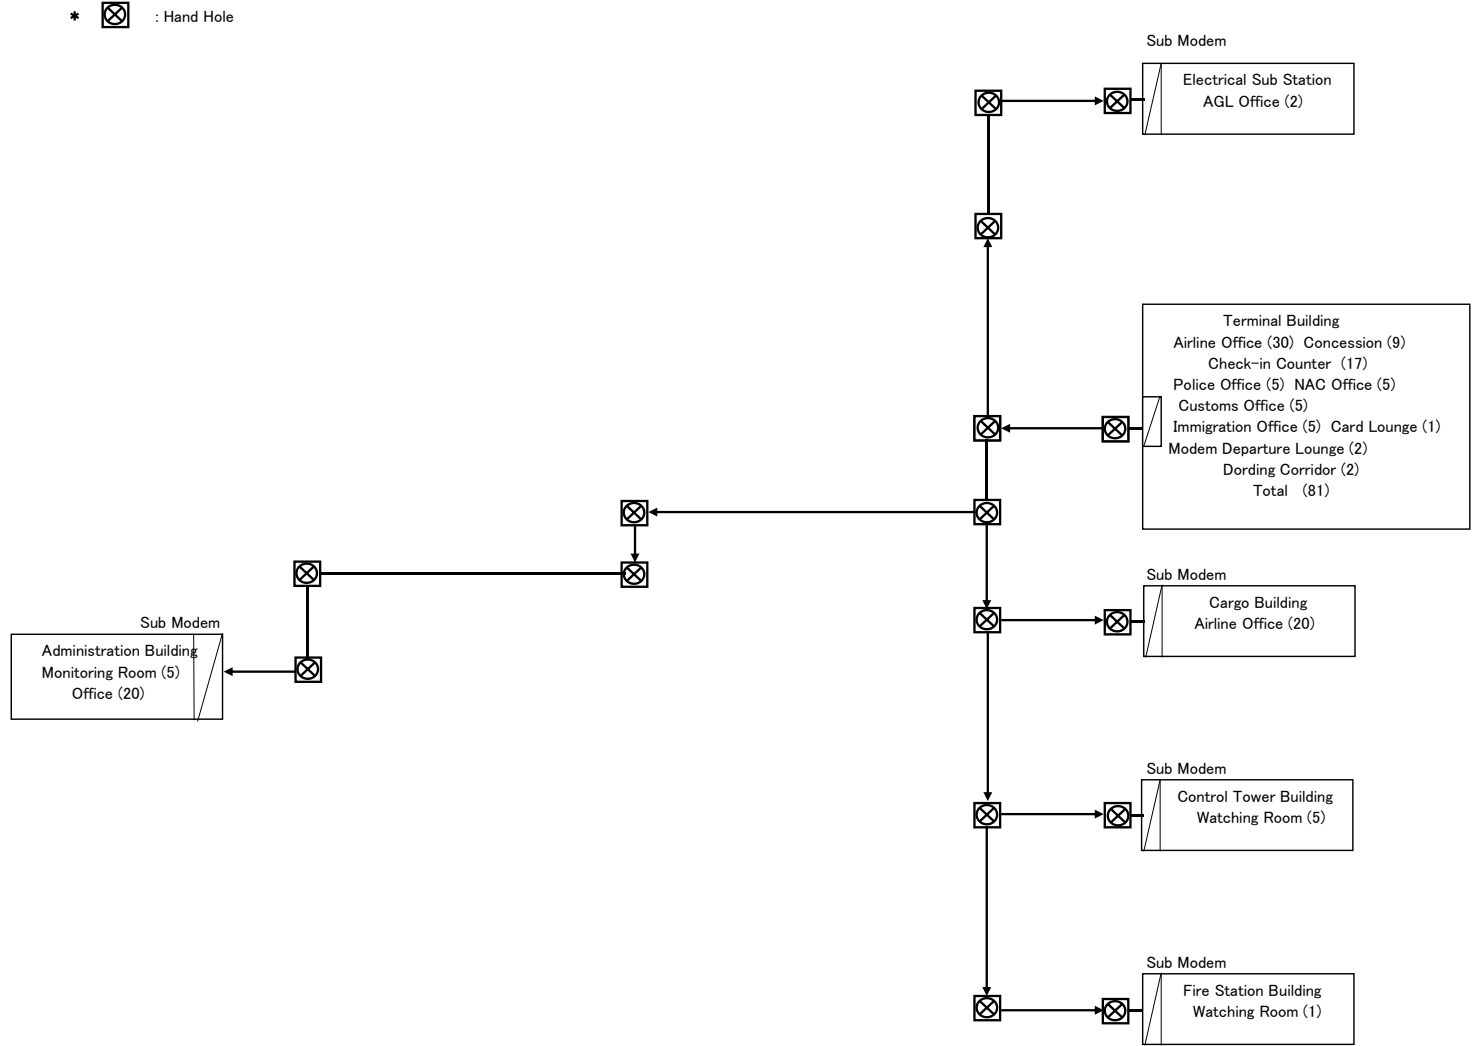 * : Hand Hole
Sub Modem
Electrical Sub Station
AGL Office (2)
Terminal Building
Airline Office (30) Concession (9)
Check-in Counter (17)
Police Office (5) NAC Office (5)
Customs Office (5)
Immigration Office (5) Card Lounge (1)
Modem Departure Lounge (2)
Dording Corridor (2)
Total (81)
Sub Modem
Cargo Building
Airline Office (20)
Sub Modem
Administration Building
Monitoring Room (5)
Office (20)
Sub Modem
Control Tower Building
Watching Room (5)
Sub Modem
Fire Station Building
Watching Room (1)